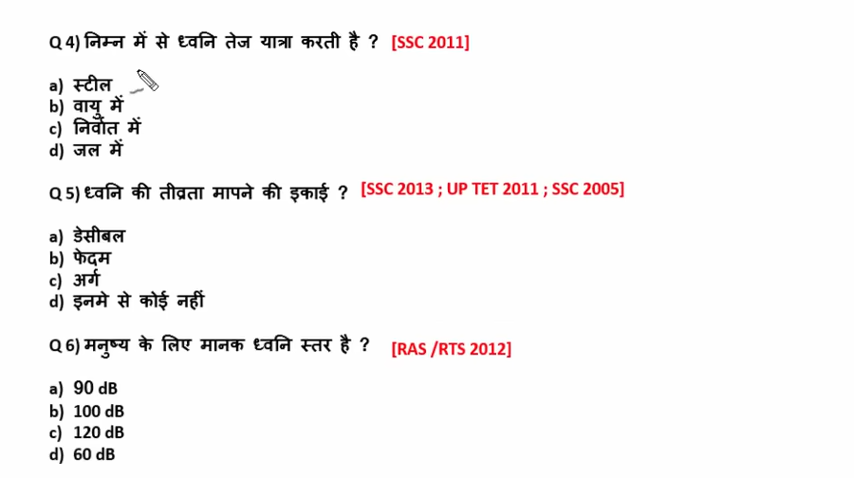 Q 4) निम्न में से ध्वनि तेज यात्रा करती है ? [SSC 2011]
a) स्टील
b) वायु में
c) निर्वात में
d) जल में
Q 5) ध्वनि की तीव्रता मापने की इकाई ? [SSC 2013 ; UP TET 2011 ; SSC 2005]
a) डेसीबल
b) फेदम
c) अर्ग
d) इनमे से कोई नहीं
Q 6) मनुष्य के लिए मानक ध्वनि स्तर है ? [RAS /RTS 2012]
a) 90 dB
b) 100 dB
c) 120 dB
d) 60 dB